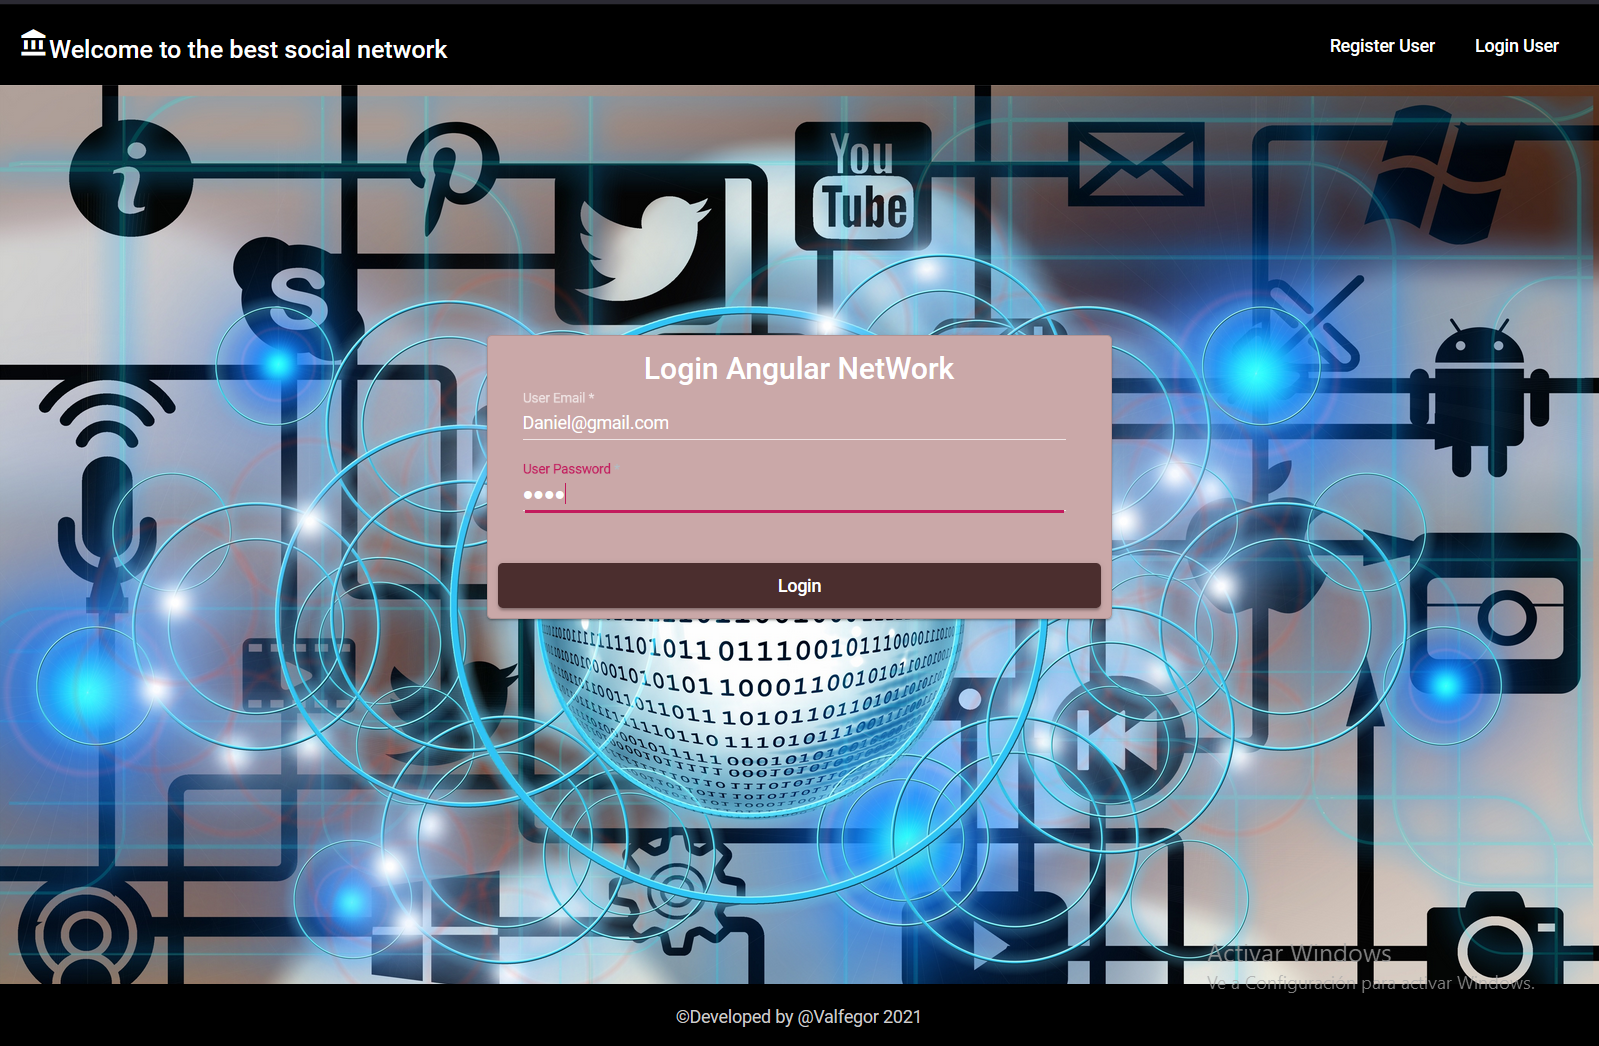 Welcome to the best social network
Register User
Login User
You
Tube
Login Angular NetWork
User Email *
Daniel@gmail.com
User Password
Login
Activar Windows
Ve a Configuración para activar Windows.
©Developed by @Valfegor 2021